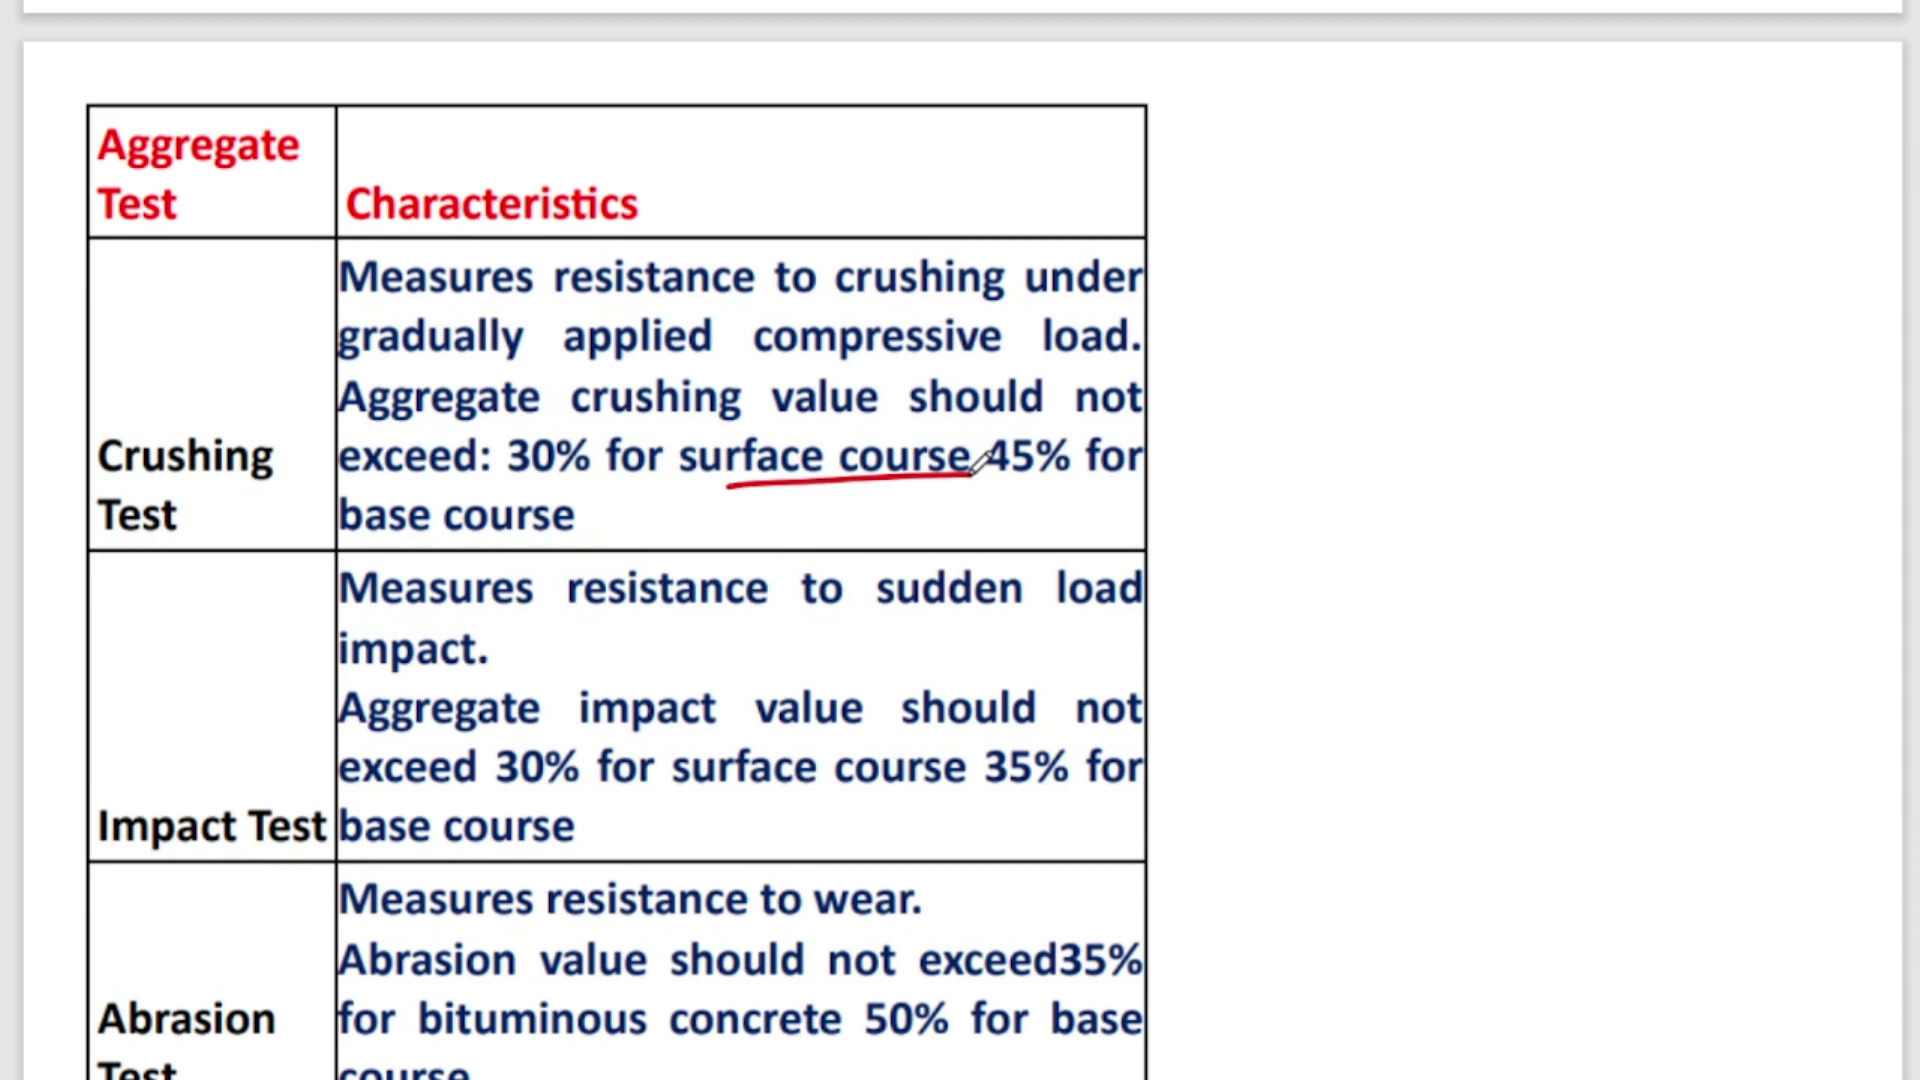 Aggregate
Test
Characteristics
Measures resistance to crushing under
gradually applied compressive load.
Aggregate crushing value should not
exceed: 30% for surface course 45% for
base course
Crushing
Test
Measures resistance to sudden load
impact.
Aggregate impact value should not
exceed 30% for surface course 35% for
base course
Impact Test
Measures resistance to wear.
Abrasion value should not exceed35%
for bituminous concrete 50% for base
course
Abrasion
Test